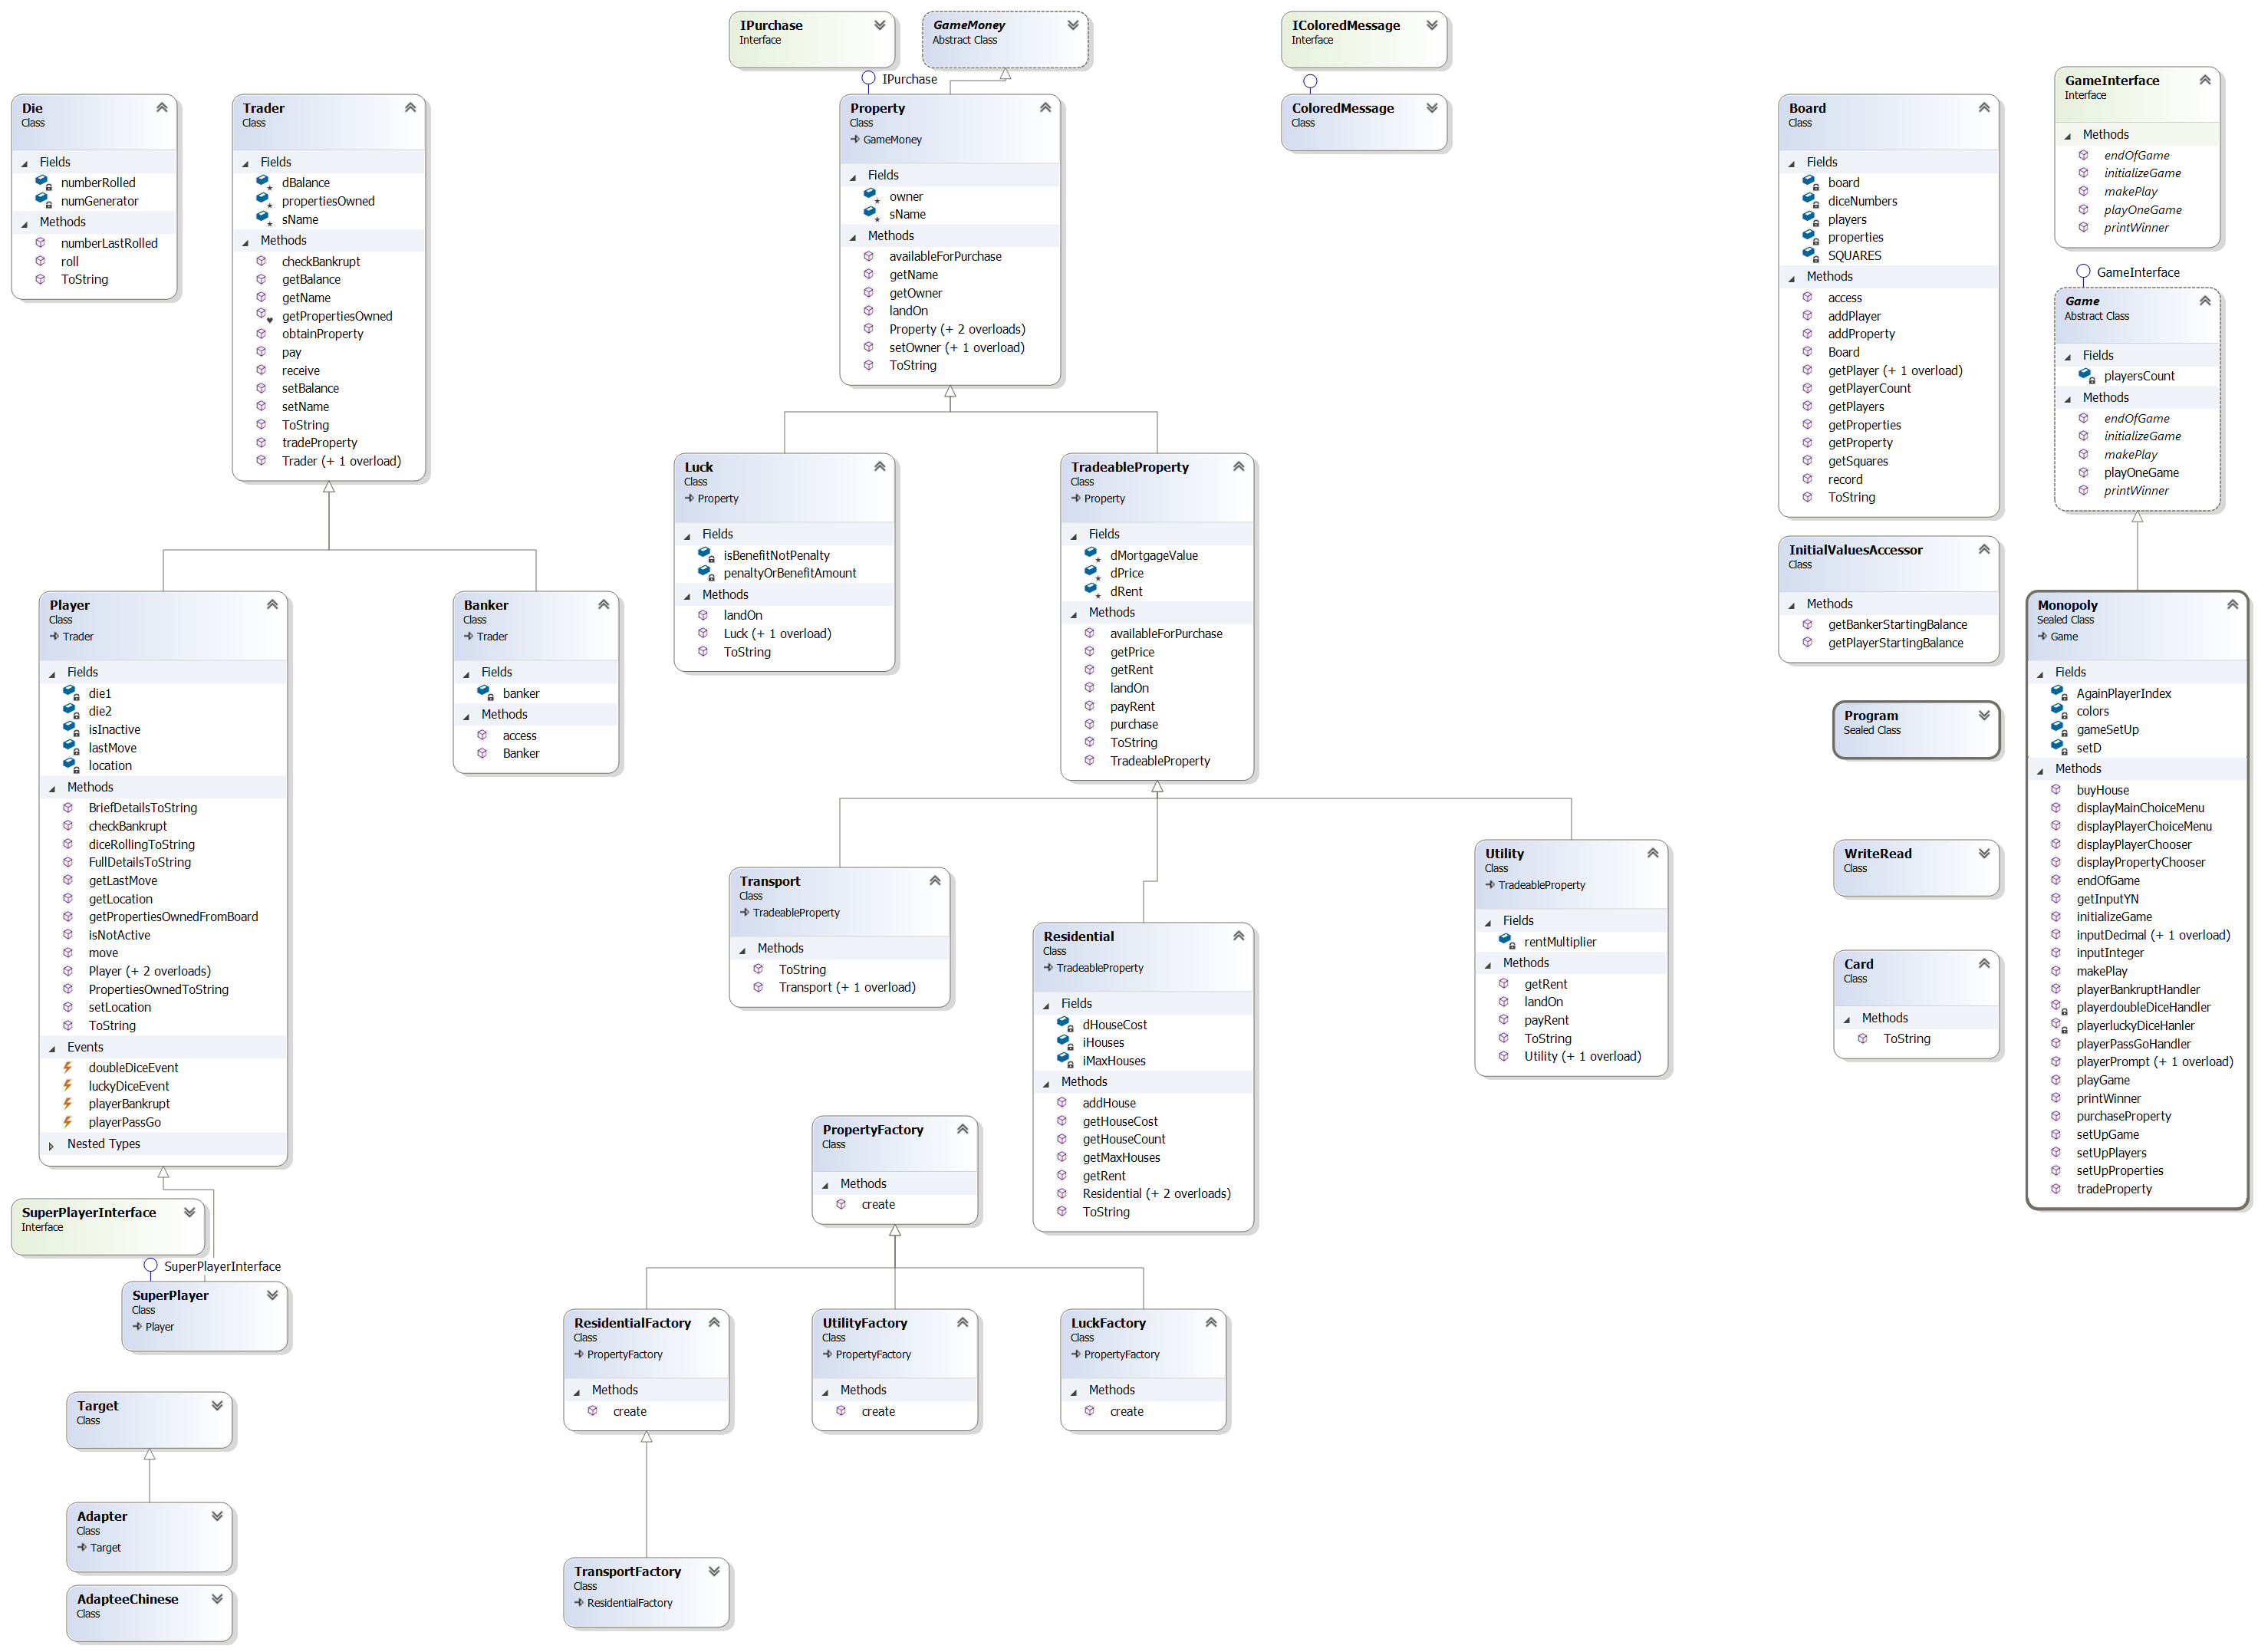 IPurchase
Interface
GameMoney
Abstract Class
IColoredMessage
Interface
IPurchase
Die
Class
Fields
numberRolled
numGenerator
Methods
numberLastRolled
roll
ToString
Trader
Class
Fields
dBalance
propertiesOwned
sName
Methods
checkBankrupt
getBalance
getName
getPropertiesOwned
obtainProperty
pay
receive
setBalance
setName
ToString
tradeProperty
Trader (+ 1 overload)
Property
Class
GameMoney
Fields
owner
sName
Methods
availableForPurchase
getName
getOwner
landOn
Property (+ 2 overloads)
setOwner (+ 1 overload)
ToString
ColoredMessage
Class
Board
Class
Fields
board
diceNumbers
players
properties
SQUARES
Methods
access
addPlayer
addProperty
Board
getPlayer (+ 1 overload)
getPlayerCount
getPlayers
getProperties
getProperty
getSquares
record
ToString
GameInterface
Interface
Methods
endOfGame
initializeGame
makePlay
playOneGame
printWinner
GameInterface
Game
Abstract Class
Fields
playersCount
Methods
endOfGame
initializeGame
makePlay
playOneGame
printWinner
Luck
Class
Property
Fields
isBenefitNotPenalty
penaltyOrBenefitAmount
Methods
landOn
Luck (+ 1 overload)
ToString
TradeableProperty
Class
Property
Fields
dMortgageValue
dPrice
dRent
Methods
availableForPurchase
getPrice
getRent
landOn
payRent
purchase
ToString
TradeableProperty
InitialValuesAccessor
Class
Methods
getBankerStartingBalance
getPlayerStartingBalance
Player
Class
Trader
Fields
die1
die2
isInactive
lastMove
location
Methods
BriefDetailsToString
checkBankrupt
diceRollingToString
FullDetailsToString
getLastMove
getLocation
getPropertiesOwnedFromBoard
isNotActive
move
Player (+ 2 overloads)
PropertiesOwnedToString
setLocation
ToString
Events
doubleDiceEvent
luckyDiceEvent
playerBankrupt
playerPassGo
Nested Types
Banker
Class
Trader
Fields
banker
Methods
access
Banker
Monopoly
Sealed Class
Game
Fields
AgainPlayerIndex
colors
gameSetUp
setD
Methods
buyHouse
displayMainChoiceMenu
displayPlayerChoiceMenu
displayPlayerChooser
displayPropertyChooser
endOfGame
getInputYN
initializeGame
inputDecimal (+ 1 overload)
inputInteger
makePlay
playerBankruptHandler
playerdoubleDiceHandler
playerluckyDiceHanler
playerPassGoHandler
playerPrompt (+ 1 overload)
playGame
printWinner
purchaseProperty
setUpGame
setUpPlayers
setUpProperties
tradeProperty
Program
Sealed Class
WriteRead
Class
Card
Class
Methods
ToString
Transport
Class
TradeableProperty
Methods
ToString
Transport (+ 1 overload)
Residential
Class
TradeableProperty
Fields
dHouseCost
iHouses
iMaxHouses
Methods
addHouse
getHouseCost
getHouseCount
getMaxHouses
getRent
Residential (+ 2 overloads)
ToString
Utility
Class
TradeableProperty
Fields
rentMultiplier
Methods
getRent
landOn
payRent
ToString
Utility (+ 1 overload)
PropertyFactory
Class
Methods
create
SuperPlayerInterface
Interface
SuperPlayerInterface
SuperPlayer
Class
Player
ResidentialFactory
Class
PropertyFactory
Methods
create
UtilityFactory
Class
PropertyFactory
Methods
create
LuckFactory
Class
PropertyFactory
Methods
create
Target
Class
Adapter
Class
Target
AdapteeChinese
Class
TransportFactory
Class
ResidentialFactory